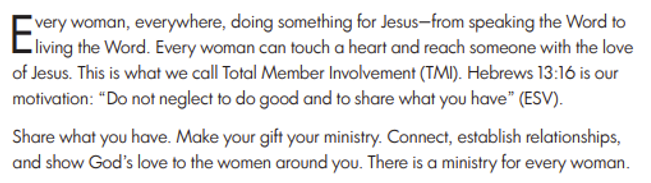 Every woman, everywhere, doing something for Jesus—from speaking the Word to
living the Word. Every woman can touch a heart and reach someone with the love
of Jesus. This is what we call Total Member Involvement (TMI). Hebrews 13:16 is our
motivation: “Do not neglect to do good and to share what you have” (ESV).
Share what you have. Make your gift your ministry. Connect, establish relationships,
and show God’s love to the women around you. There is a ministry for every woman.